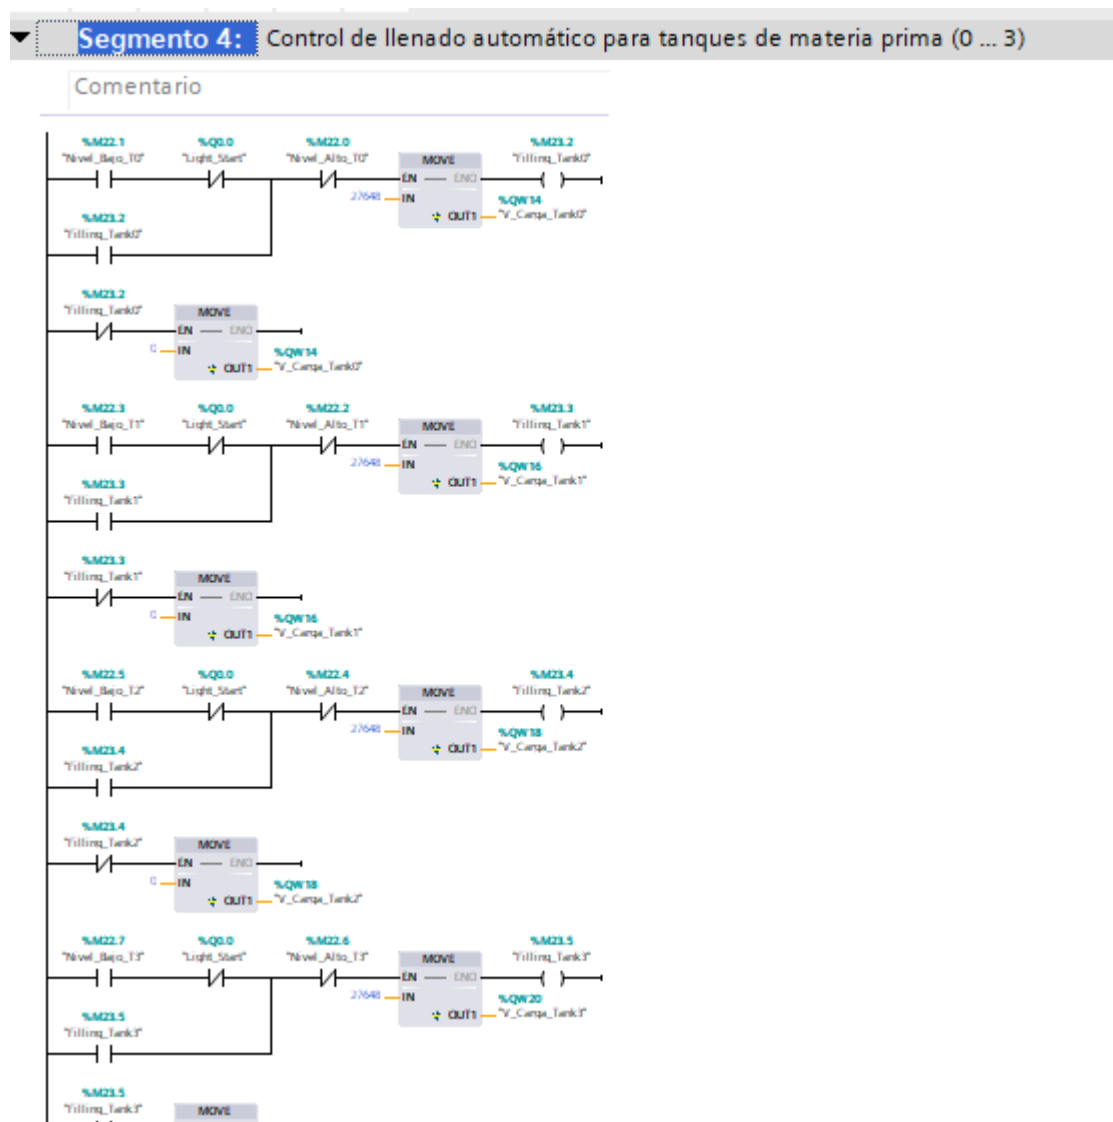 Segmento 4: Control de llenado automático para tanques de materia prima (0 ... 3)
Comentario
%M22.1 %Q0.0 %M22.0 %M23.2
"Nivel_Bajo_T0" "Light_Start" "Nivel_Alto_T0" MOVE "Filling_Tank0"
EN ENO
27648 IN %QW14
OUT1 "V_Carga_Tank0"
%M23.2
"Filling_Tank0"
%M23.2
"Filling_Tank0" MOVE
EN ENO
0 IN %QW14
OUT1 "V_Carga_Tank0"
%M22.3 %Q0.0 %M22.2 %M23.3
"Nivel_Bajo_T1" "Light_Start" "Nivel_Alto_T1" MOVE "Filling_Tank1"
EN ENO
27648 IN %QW16
OUT1 "V_Carga_Tank1"
%M23.3
"Filling_Tank1"
%M23.3
"Filling_Tank1" MOVE
EN ENO
0 IN %QW16
OUT1 "V_Carga_Tank1"
%M22.5 %Q0.0 %M22.4 %M23.4
"Nivel_Bajo_T2" "Light_Start" "Nivel_Alto_T2" MOVE "Filling_Tank2"
EN ENO
27648 IN %QW18
OUT1 "V_Carga_Tank2"
%M23.4
"Filling_Tank2"
%M23.4
"Filling_Tank2" MOVE
EN ENO
0 IN %QW18
OUT1 "V_Carga_Tank2"
%M22.7 %Q0.0 %M22.6 %M23.5
"Nivel_Bajo_T3" "Light_Start" "Nivel_Alto_T3" MOVE "Filling_Tank3"
EN ENO
27648 IN %QW20
OUT1 "V_Carga_Tank3"
%M23.5
"Filling_Tank3"
%M23.5
"Filling_Tank3" MOVE